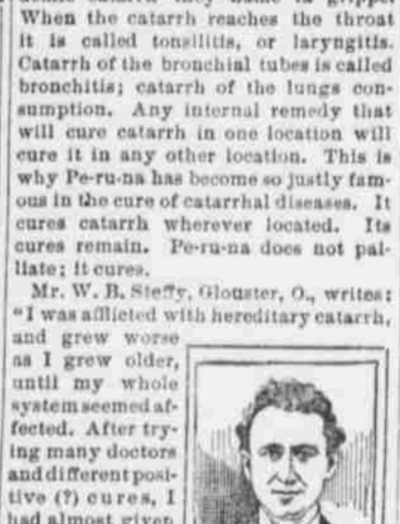 When the catarrh reaches the throat
it is called tonsilitis, or laryngitis.
Catarrh of the bronchial tubes is called
bronchitis; catarrh of the lungs con-
sumption. Any internal remedy that
will cure catarrh in one location will
cure it in any other location. This is
why Pe-ru-na has become so justly fam-
ous in the cure of catarrhal diseases. It
cures catarrh wherever located. Its
cures remain. Pe-ru-na does not pal-
liate; it cures.
Mr. W. B. Steffy, Glouster, O., writes:
"I was afflicted with hereditary catarrh,
and grew worse
as I grew older,
until my whole
system seemed af-
fected. After try-
ing many doctors
and different posi-
tive (?) cures, I
had almost given